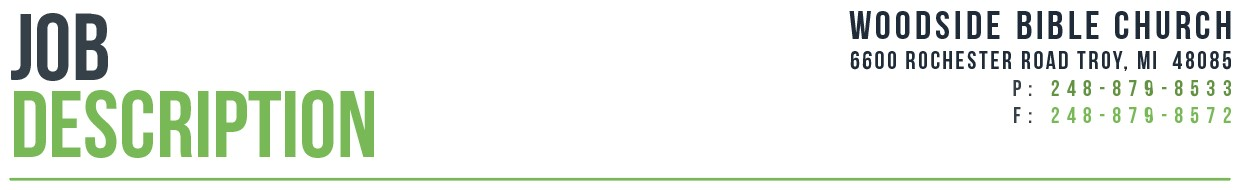 JOB
DESCRIPTION
WOODSIDE BIBLE CHURCH
6600 ROCHESTER ROAD TROY, MI 48085
P: 248-879-8533
F: 248-879-8572